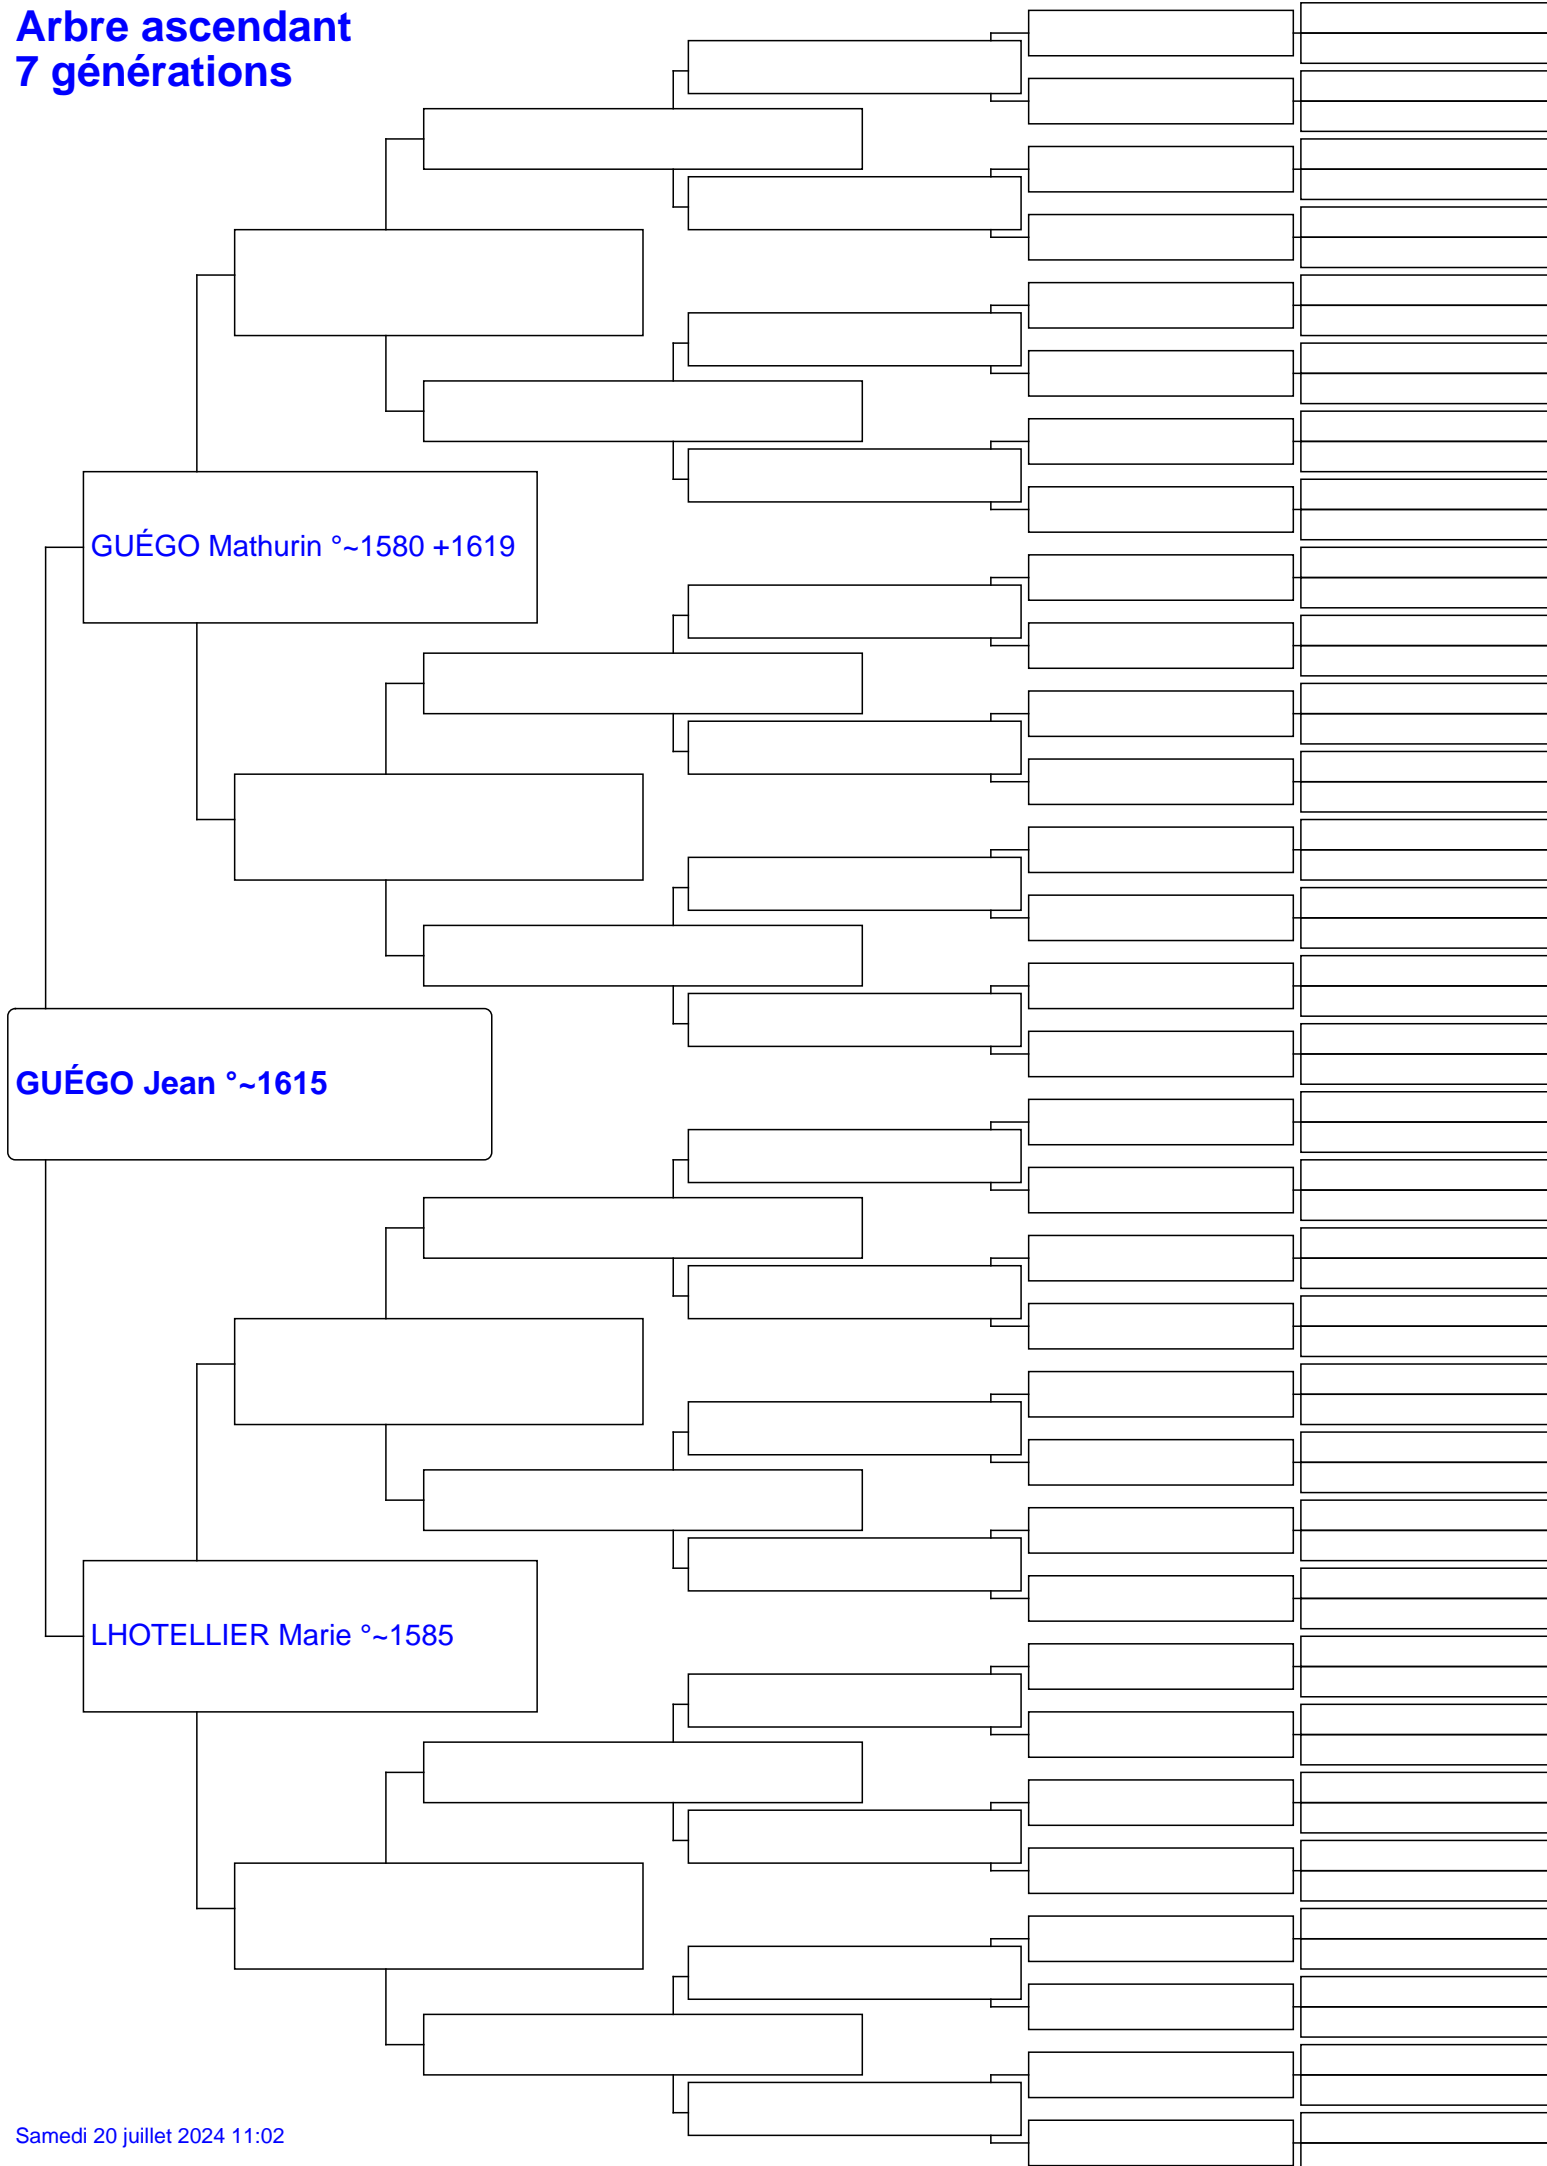 Arbre ascendant
7 générations
GUÉGO Mathurin °~1580 +1619
GUÉGO Jean °~1615
LHOTELLIER Marie °~1585
Samedi 20 juillet 2024 11:02